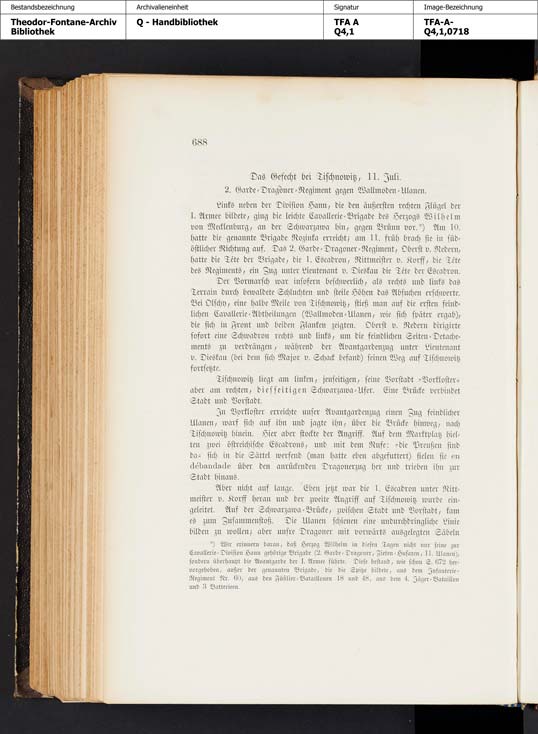 Bestandsbezeichnung
Archivalieneinheit
Signatur
Image-Bezeichnung
Theodor-Fontane-Archiv
Bibliothek
Q - Handbibliothek
TFA A
Q4,1
TFA-A-
Q4,1,0718
688
Das Gefecht bei Tischnowitz, 11. Juli.
2. Garde-Dragoner-Regiment gegen Wallmoden-Ulanen.
Links neben der Division Hann, die den äußersten rechten Flügel der
I. Armee bildete, ging die leichte Cavallerie-Brigade des Herzogs Wilhelm
von Mecklenburg, an der Schwarzawa hin, gegen Brünn vor.*) Am 10.
hatte die genannte Brigade Rozinka erreicht; am 11. früh brach sie in süd-
östlicher Richtung auf. Das 2. Garde-Dragoner-Regiment, Oberst v. Redern,
hatte die Tête der Brigade, die 1. Escadron, Rittmeister v. Korff, die Tête
des Regiments, ein Zug unter Lieutenant v. Dieskau die Tête der Escadron.
Der Vormarsch war insofern beschwerlich, als rechts und links das
Terrain durch bewaldete Schluchten und steile Höhen das Absuchen erschwerte.
Bei Olschy, eine halbe Meile von Tischnowitz, stieß man auf die ersten feind-
lichen Cavallerie-Abtheilungen (Wallmoden-Ulanen, wie sich später ergab),
die sich in Front und beiden Flanken zeigten. Oberst v. Redern dirigirte
sofort eine Schwadron rechts und links, um die feindlichen Seiten-Detache-
ments zu verdrängen, während der Avantgardenzug unter Lieutenant
v. Dieskau (bei dem sich Major v. Schack befand) seinen Weg auf Tischnowitz
fortsetzte.
Tischnowitz liegt am linken, jenseitigen, seine Vorstadt »Vorkloster«
aber am rechten, diesseitigen Schwarzawa-Ufer. Eine Brücke verbindet
Stadt und Vorstadt.
In Vorkloster erreichte unser Avantgardenzug einen Zug feindlicher
Ulanen, warf sich auf ihn und jagte ihn, über die Brücke hinweg, nach
Tischnowitz hinein. Hier aber stockte der Angriff. Auf dem Marktplatz hiel-
ten zwei östreichische Escadrons, und mit dem Rufe: »die Preußen sind
da« sich in die Sättel werfend (man hatte eben abgefuttert) fielen sie en
débandade über den anrückenden Dragonerzug her und trieben ihn zur
Stadt hinaus.
Aber nicht auf lange. Eben jetzt war die 1. Escadron unter Ritt-
meister v. Korff heran und der zweite Angriff auf Tischnowitz wurde ein-
geleitet. Auf der Schwarzawa-Brücke, zwischen Stadt und Vorstadt, kam
es zum Zusammenstoß. Die Ulanen schienen eine undurchdringliche Linie
bilden zu wollen; aber unsre Dragoner mit vorwärts ausgelegten Säbeln
*) Wir erinnern daran, daß Herzog Wilhelm in diesen Tagen nicht nur seine zur
Cavallerie-Division Hann gehörige Brigade (2. Garde-Dragoner, Zieten-Husaren, 11. Ulanen),
sondern überhaupt die Avantgarde der I. Armee führte. Diese bestand, wie schon S. 672 her-
vorgehoben, außer der genannten Brigade, die die Spitze bildete, aus dem Infanterie-
Regiment Nr. 60, aus den Füsilier-Bataillonen 18 und 48, aus dem 4. Jäger-Bataillon
und 3 Batterieen.